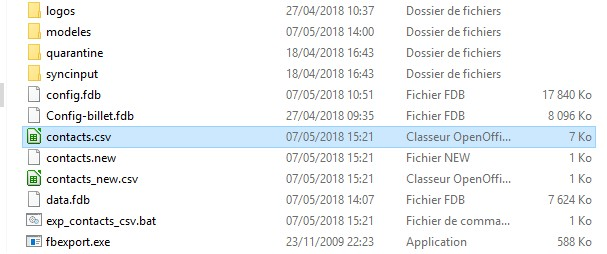 logos 27/04/2018 10:37 Dossier de fichiers
modeles 07/05/2018 14:00 Dossier de fichiers
quarantine 18/04/2018 16:43 Dossier de fichiers
syncinput 18/04/2018 16:43 Dossier de fichiers
config.fdb 07/05/2018 10:51 Fichier FDB 17 840 Ko
Config-billet.fdb 27/04/2018 09:35 Fichier FDB 8 096 Ko
contacts.csv 07/05/2018 15:21 Classeur OpenOffi... 7 Ko
contacts.new 07/05/2018 15:21 Fichier NEW 1 Ko
contacts_new.csv 07/05/2018 15:21 Classeur OpenOffi... 1 Ko
data.fdb 07/05/2018 14:07 Fichier FDB 7 624 Ko
exp_contacts_csv.bat 07/05/2018 15:21 Fichier de comma... 1 Ko
fbexport.exe 23/11/2009 22:23 Application 588 Ko